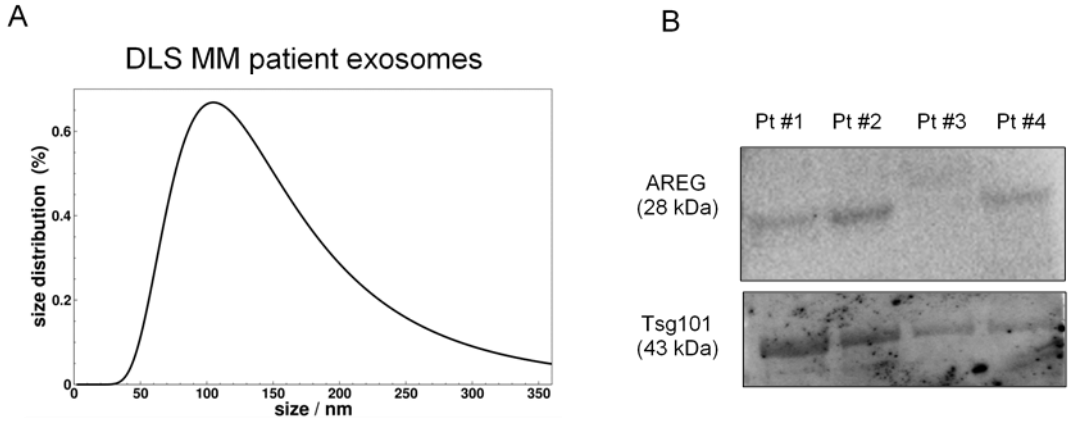 A
DLS MM patient exosomes
size distribution (%)
0.6
0.4
0.2
0
0 50 100 150 200 250 300 350
size / nm
B
Pt #1 Pt #2 Pt #3 Pt #4
AREG
(28 kDa)
Tsg101
(43 kDa)